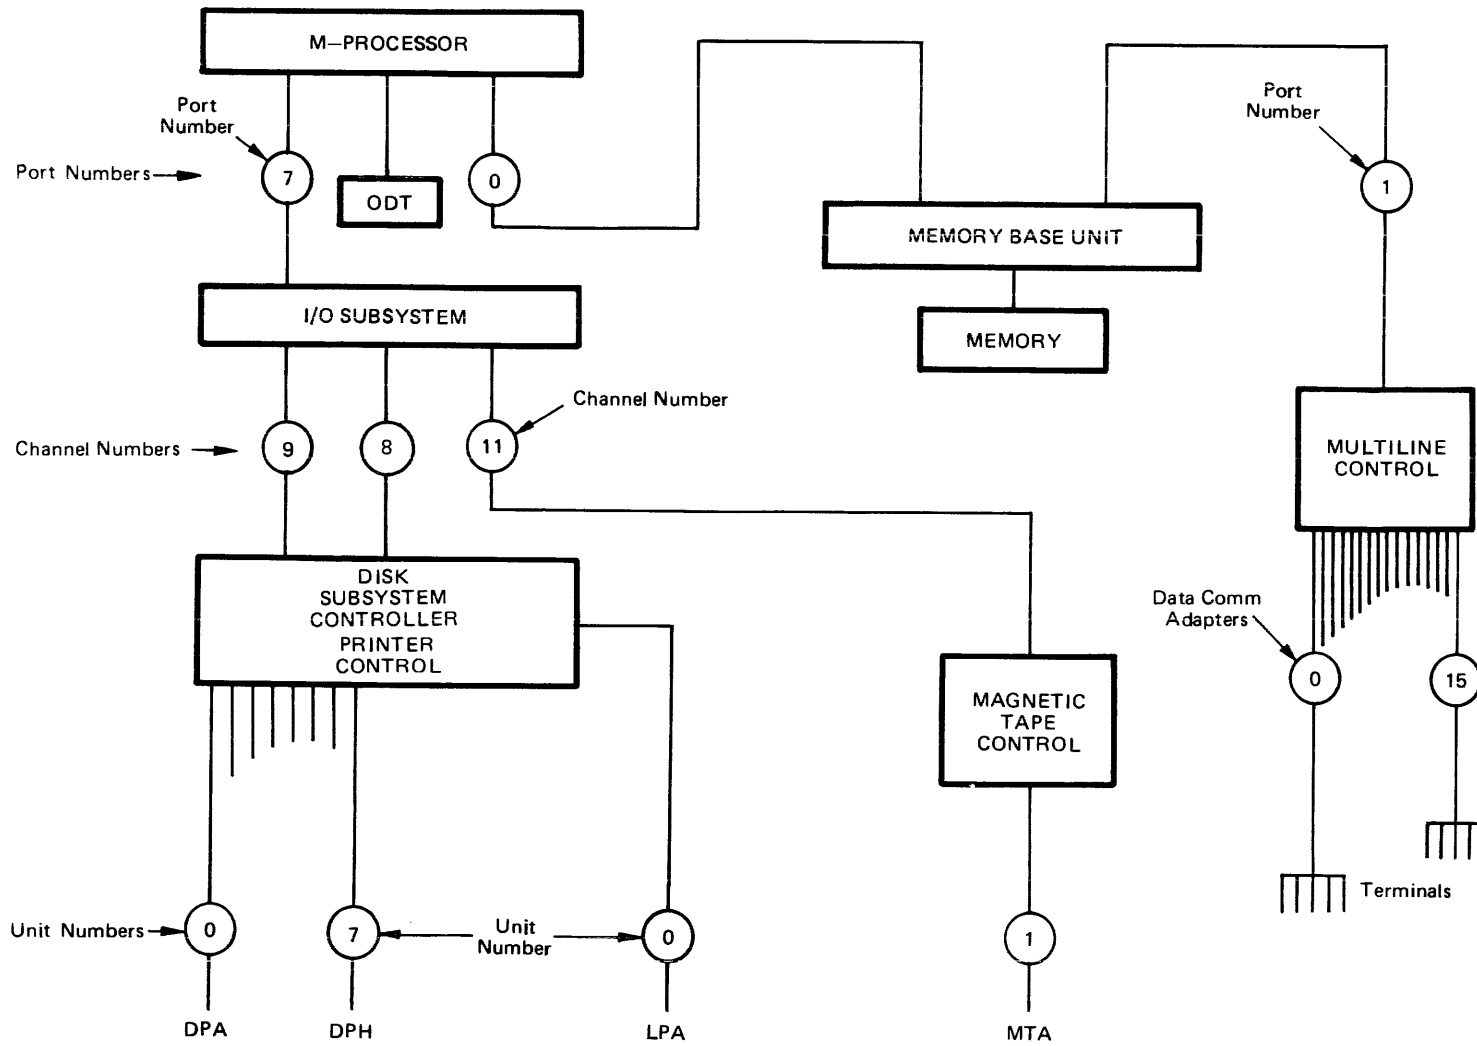 M—PROCESSOR
Port
Number
Port Numbers
7
ODT
0
Port
Number
1
MEMORY BASE UNIT
MEMORY
I/O SUBSYSTEM
Channel Number
Channel Numbers
9
8
11
MULTILINE
CONTROL
DISK
SUBSYSTEM
CONTROLLER
PRINTER
CONTROL
Data Comm
Adapters
0
15
MAGNETIC
TAPE
CONTROL
Terminals
Unit Numbers
0
7
Unit
Number
0
1
DPA
DPH
LPA
MTA